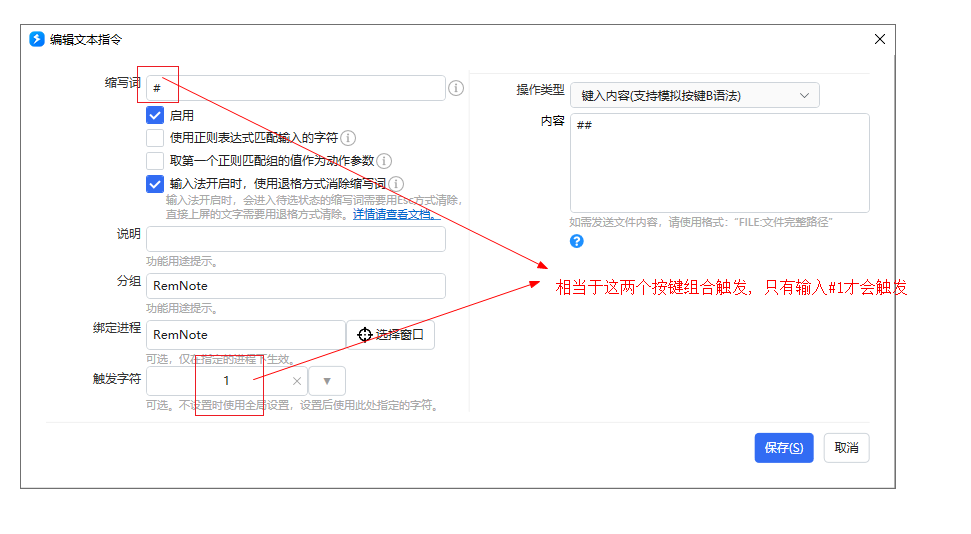 编辑文本指令
缩写词
#
启用
使用正则表达式匹配输入的字符
取第一个正则匹配组的值作为动作参数
输入法开启时，使用退格方式消除缩写词
输入法开启时，会进入待选状态的缩写词需要用Esc方式清除，
直接上屏的文字需要用退格方式清除。详情请查看文档。
说明
功能用途提示。
分组
RemNote
功能用途提示。
绑定进程
RemNote
选择窗口
可选，仅在指定的进程下生效。
触发字符
1
可选。不设置时使用全局设置，设置后使用此处指定的字符。
操作类型
键入内容(支持模拟按键B语法)
内容
##
如需发送文件内容，请使用格式："FILE:文件完整路径"
相当于这两个按键组合触发，只有输入#1才会触发
保存(S)
取消